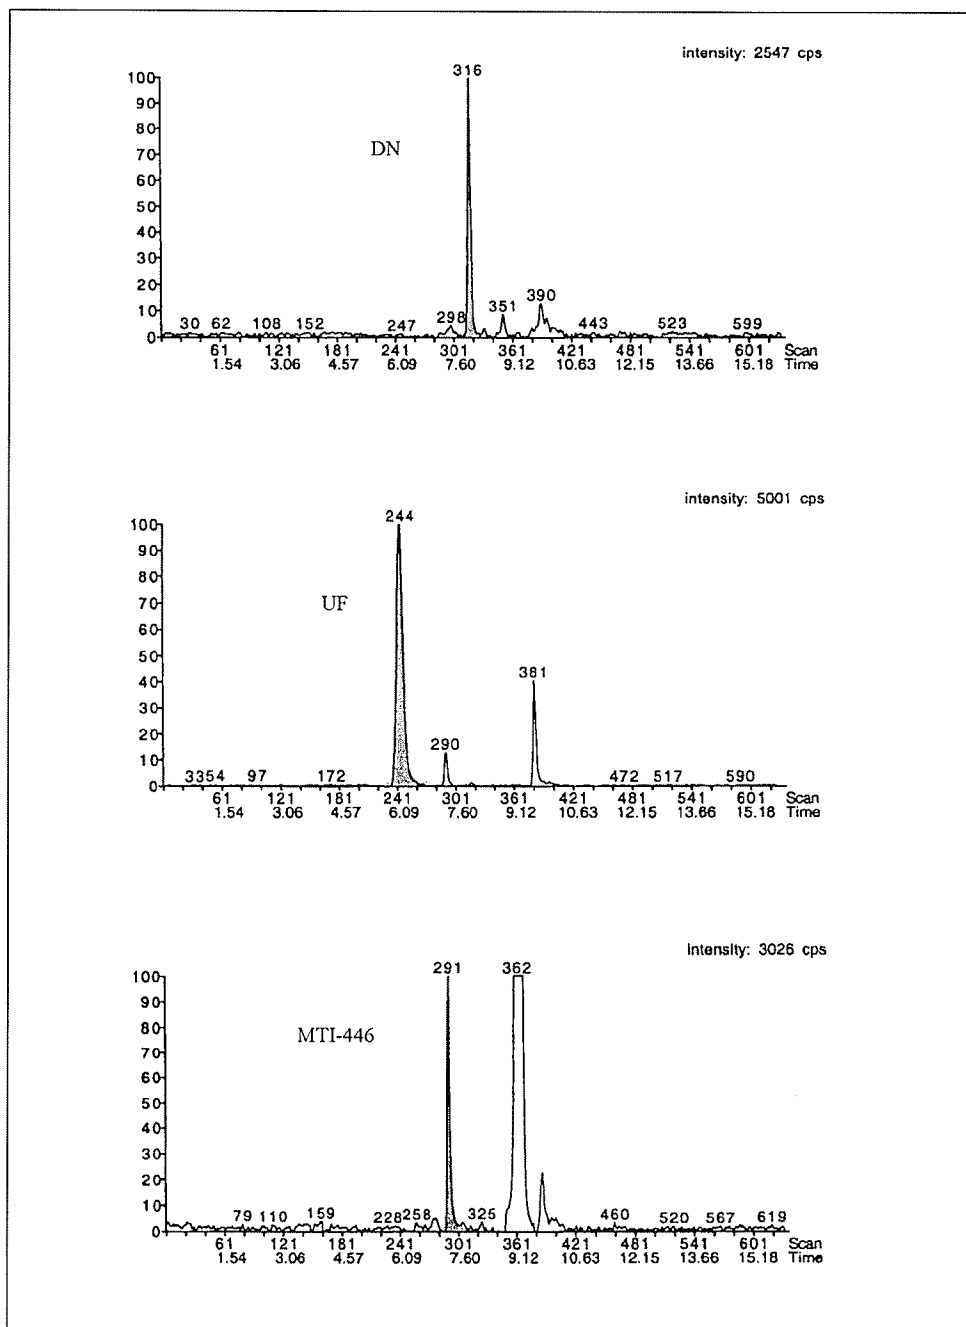 intensity: 2547 cps
316
100
90
80
70
60
50
40
30
20
10
0
DN
30 62 108 152 247 298 351 390 443 523 599
61 121 181 241 301 361 421 481 541 601 Scan
1.54 3.06 4.57 6.09 7.60 9.12 10.63 12.15 13.66 15.18 Time
intensity: 5001 cps
244
100
90
80
70
60
50
40
30
20
10
0
UF
381
290
3354 97 172 472 517 590
61 121 181 241 301 361 421 481 541 601 Scan
1.54 3.06 4.57 6.09 7.60 9.12 10.63 12.15 13.66 15.18 Time
intensity: 3026 cps
291 362
100
90
80
70
60
50
40
30
20
10
0
MTI-446
79 110 159 228 258 325 460 520 567 619
61 121 181 241 301 361 421 481 541 601 Scan
1.54 3.06 4.57 6.09 7.60 9.12 10.63 12.15 13.66 15.18 Time